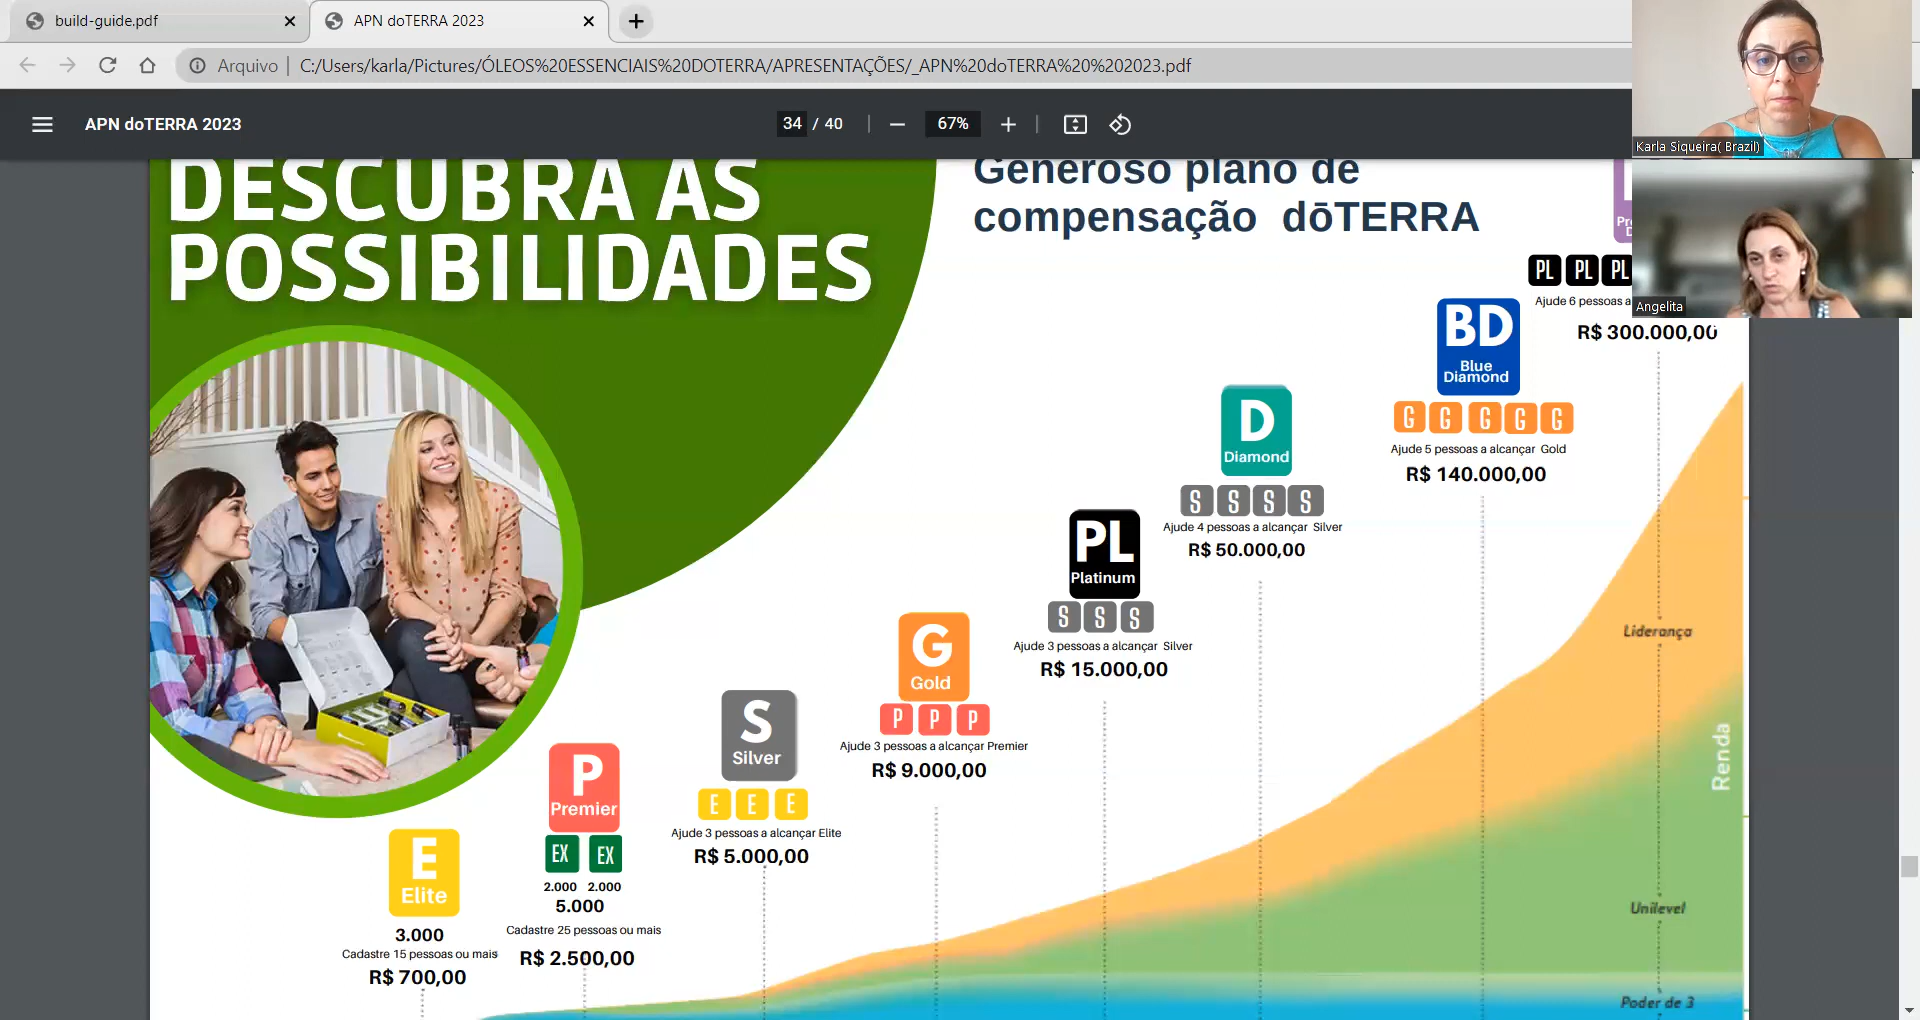 build-guide.pdf
APN doTERRA 2023
Arquivo
C:/Users/karla/Pictures/ÓLEOS%20ESSENCIAIS%20DOTERRA/APRESENTAÇÕES/_APN%20doTERRA%20%202023.pdf
APN doTERRA 2023
34 / 40
67%
Karla Siqueira( Brazil)
Angelita
DESCUBRA AS
POSSIBILIDADES
Generoso plano de
compensação dōTERRA
PL PL PL
Ajude 6 pessoas a
R$ 300.000,00
BD
Blue
Diamond
G G G G G
Ajude 5 pessoas a alcançar Gold
R$ 140.000,00
D
Diamond
S S S S
Ajude 4 pessoas a alcançar Silver
R$ 50.000,00
PL
Platinum
S S S
Ajude 3 pessoas a alcançar Silver
R$ 15.000,00
G
Gold
P P P
Ajude 3 pessoas a alcançar Premier
R$ 9.000,00
S
Silver
E E E
Ajude 3 pessoas a alcançar Elite
R$ 5.000,00
P
Premier
EX EX
2.000 2.000
5.000
Cadastre 25 pessoas ou mais
R$ 2.500,00
E
Elite
3.000
Cadastre 15 pessoas ou mais
R$ 700,00
Liderança
Renda
Unilevel
Poder de 3